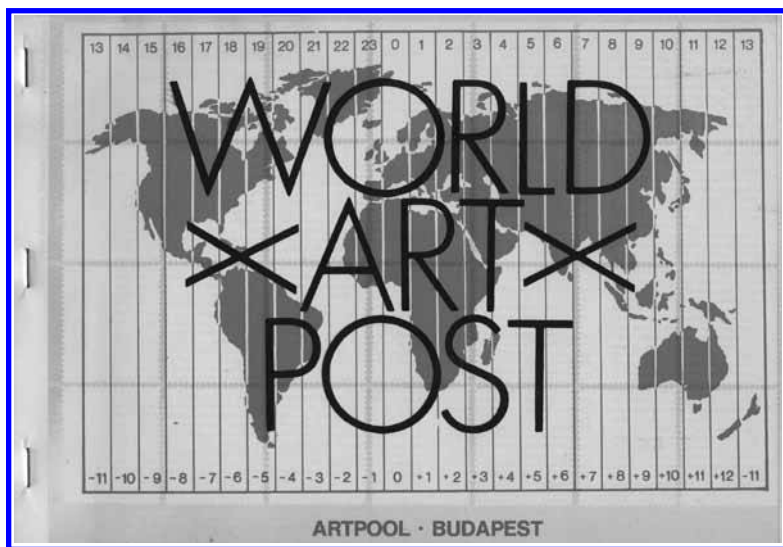 13 14 15 16 17 18 19 20 21 22 23 0 1 2 3 4 5 6 7 8 9 10 11 12 13
WORLD
×ART×
POST
-11 -10 -9 -8 -7 -6 -5 -4 -3 -2 -1 0 +1 +2 +3 +4 +5 +6 +7 +8 +9 +10 +11 +12 -11
ARTPOOL · BUDAPEST